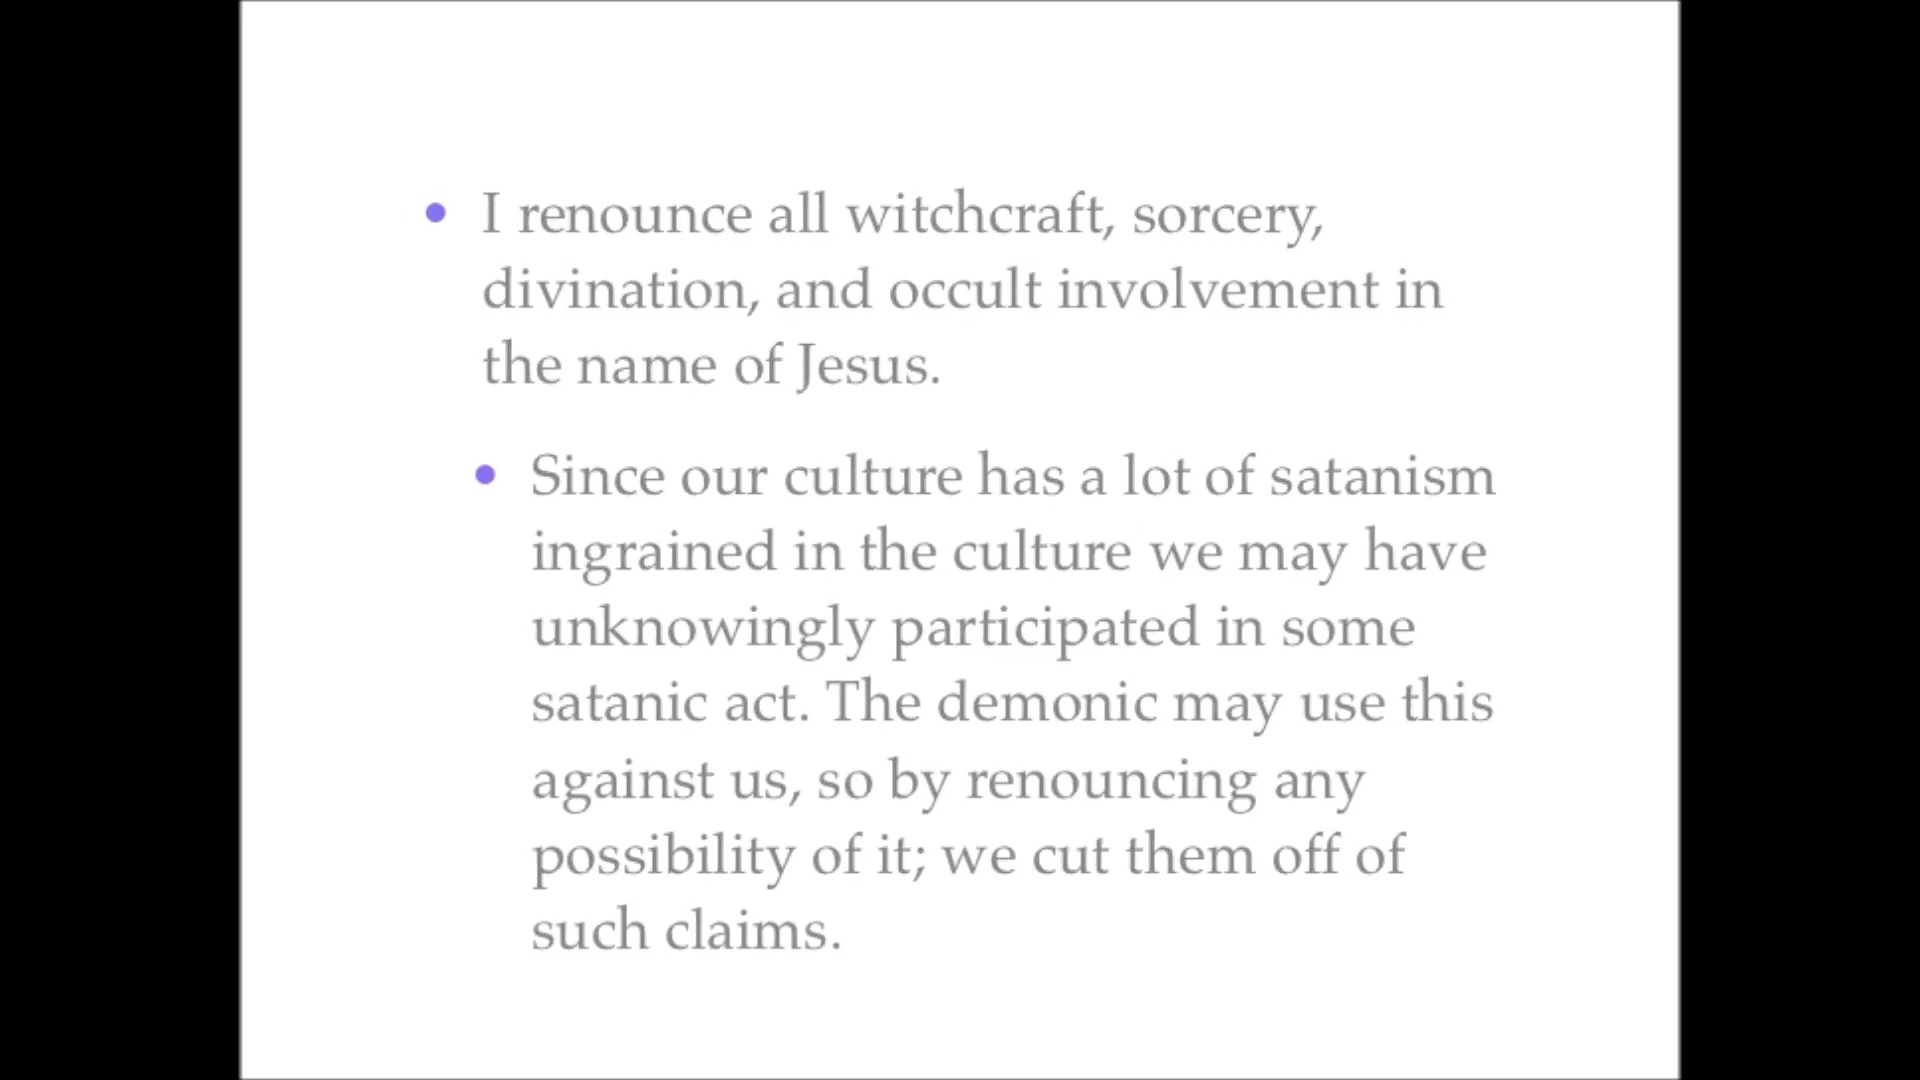 • I renounce all witchcraft, sorcery,
divination, and occult involvement in
the name of Jesus.
• Since our culture has a lot of satanism
ingrained in the culture we may have
unknowingly participated in some
satanic act. The demonic may use this
against us, so by renouncing any
possibility of it; we cut them off of
such claims.